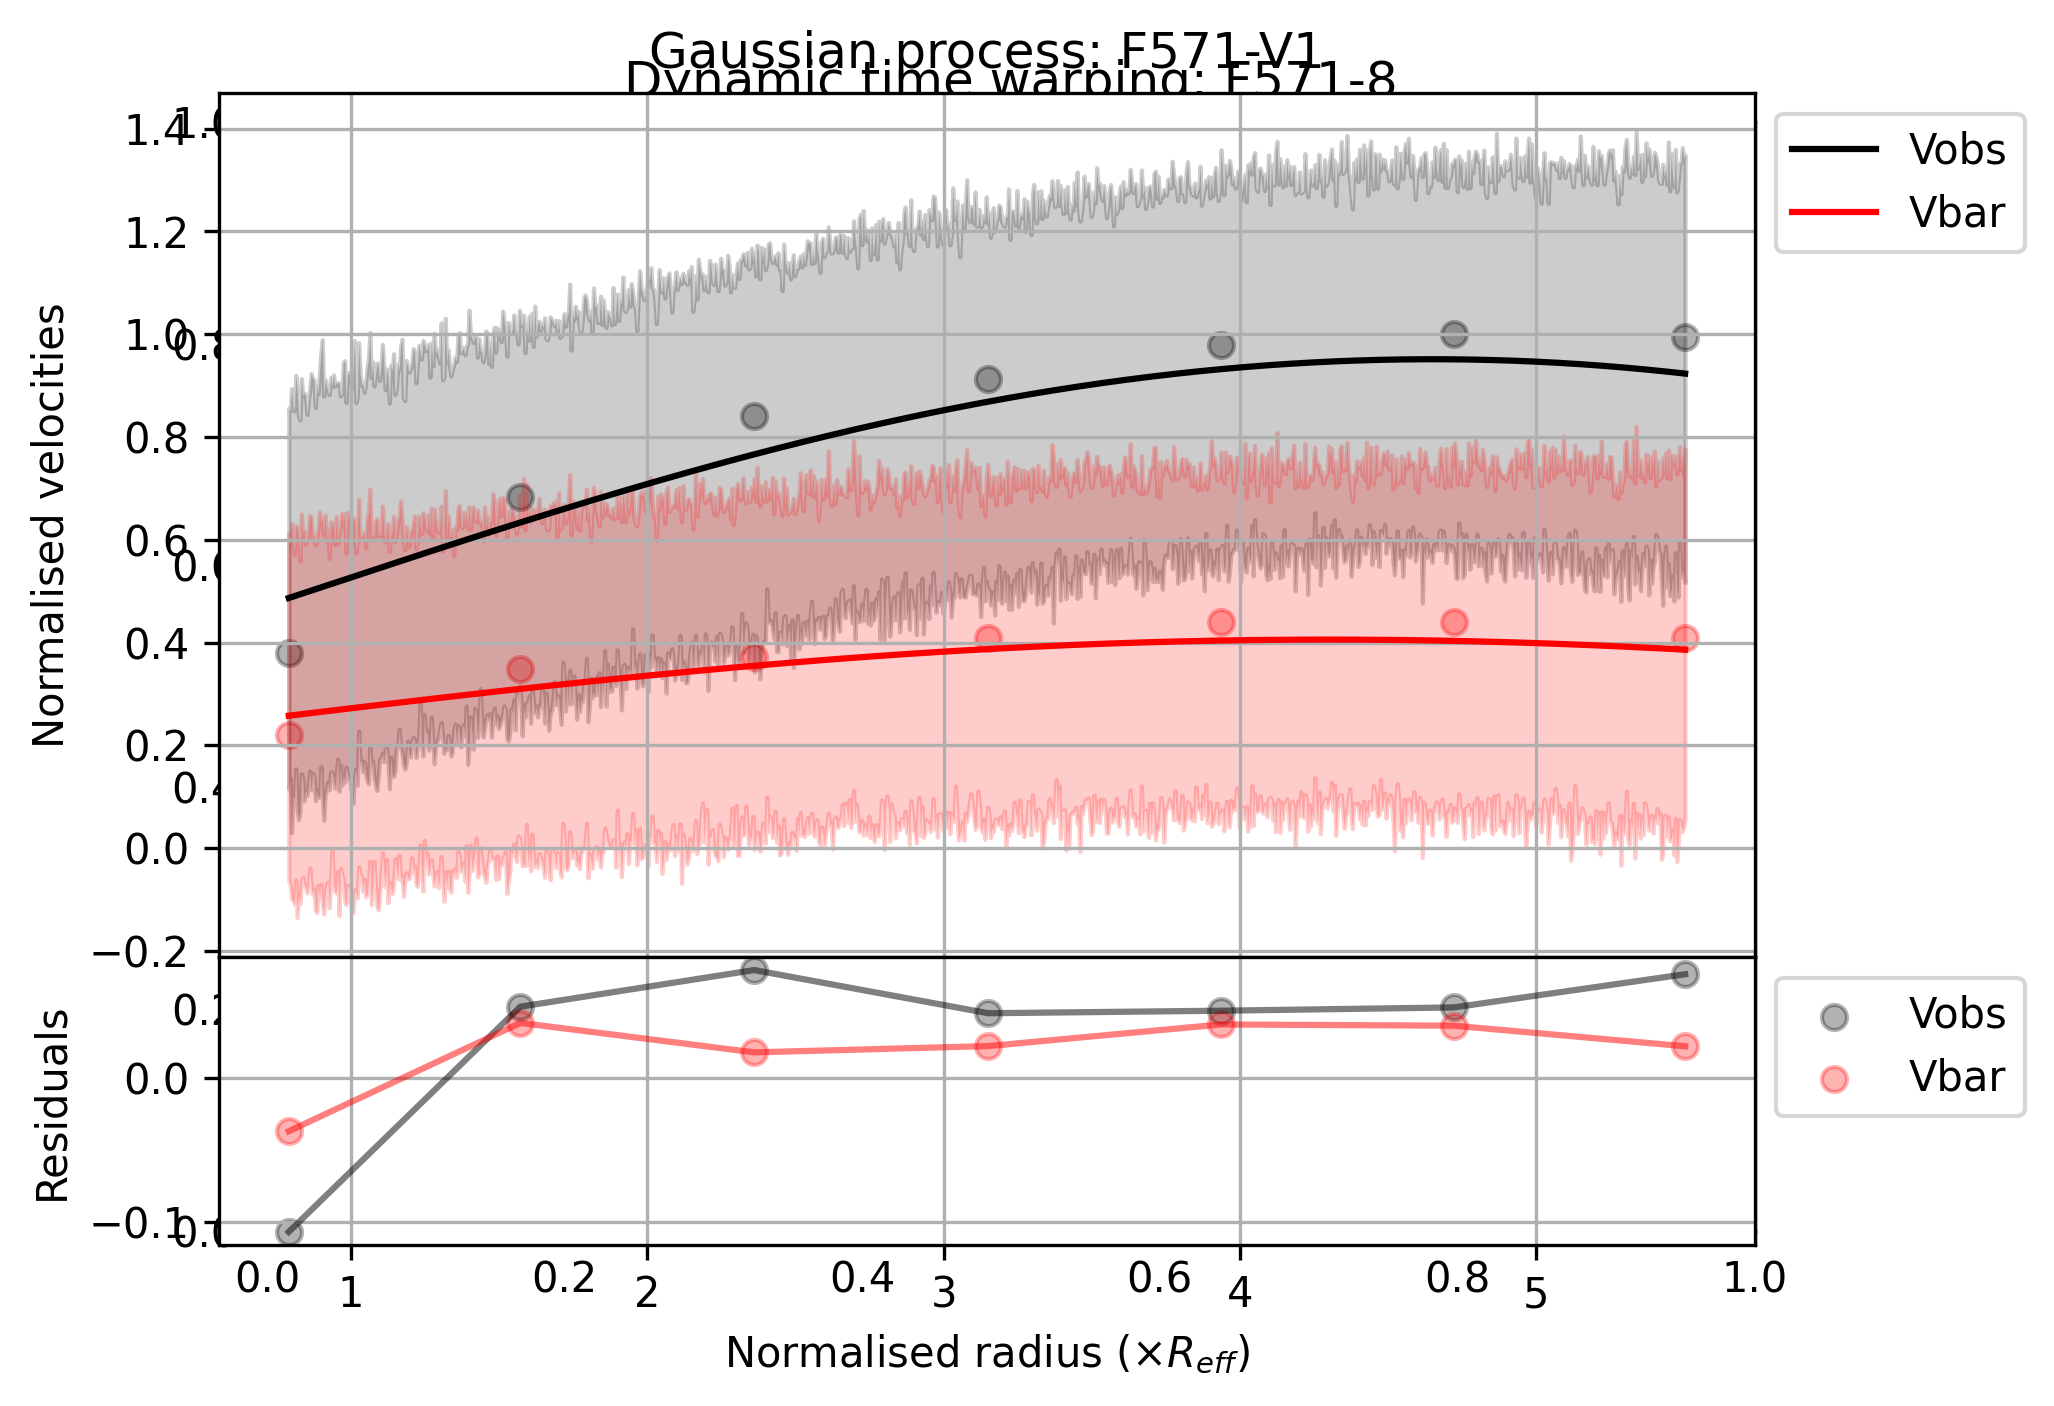 Gaussian process: F571-V1
Dynamic time warping: F571-8
Normalised velocities
1.4
1.2
1.0
0.8
0.6
0.4
0.2
0.0
−0.2
Vobs
Vbar
Residuals
0.0
−0.1
Vobs
Vbar
0.0 0.2 0.4 0.6 0.8 1.0
1 2 3 4 5
Normalised radius (×R_eff)